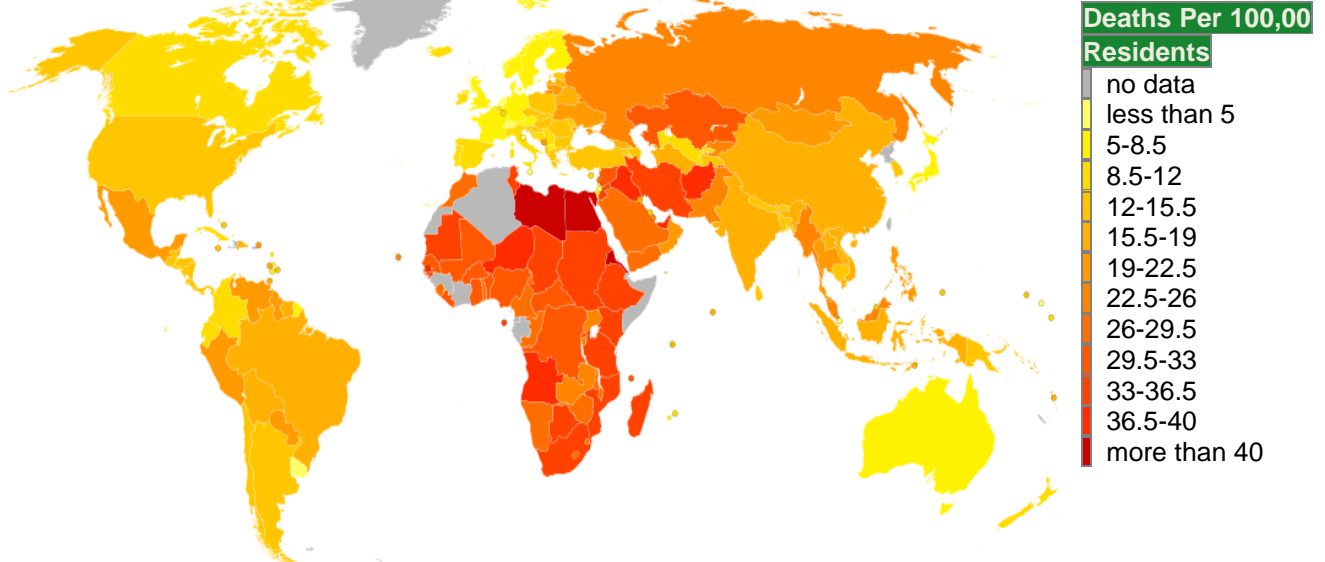 Deaths Per 100,00
Residents
no data
less than 5
5-8.5
8.5-12
12-15.5
15.5-19
19-22.5
22.5-26
26-29.5
29.5-33
33-36.5
36.5-40
more than 40